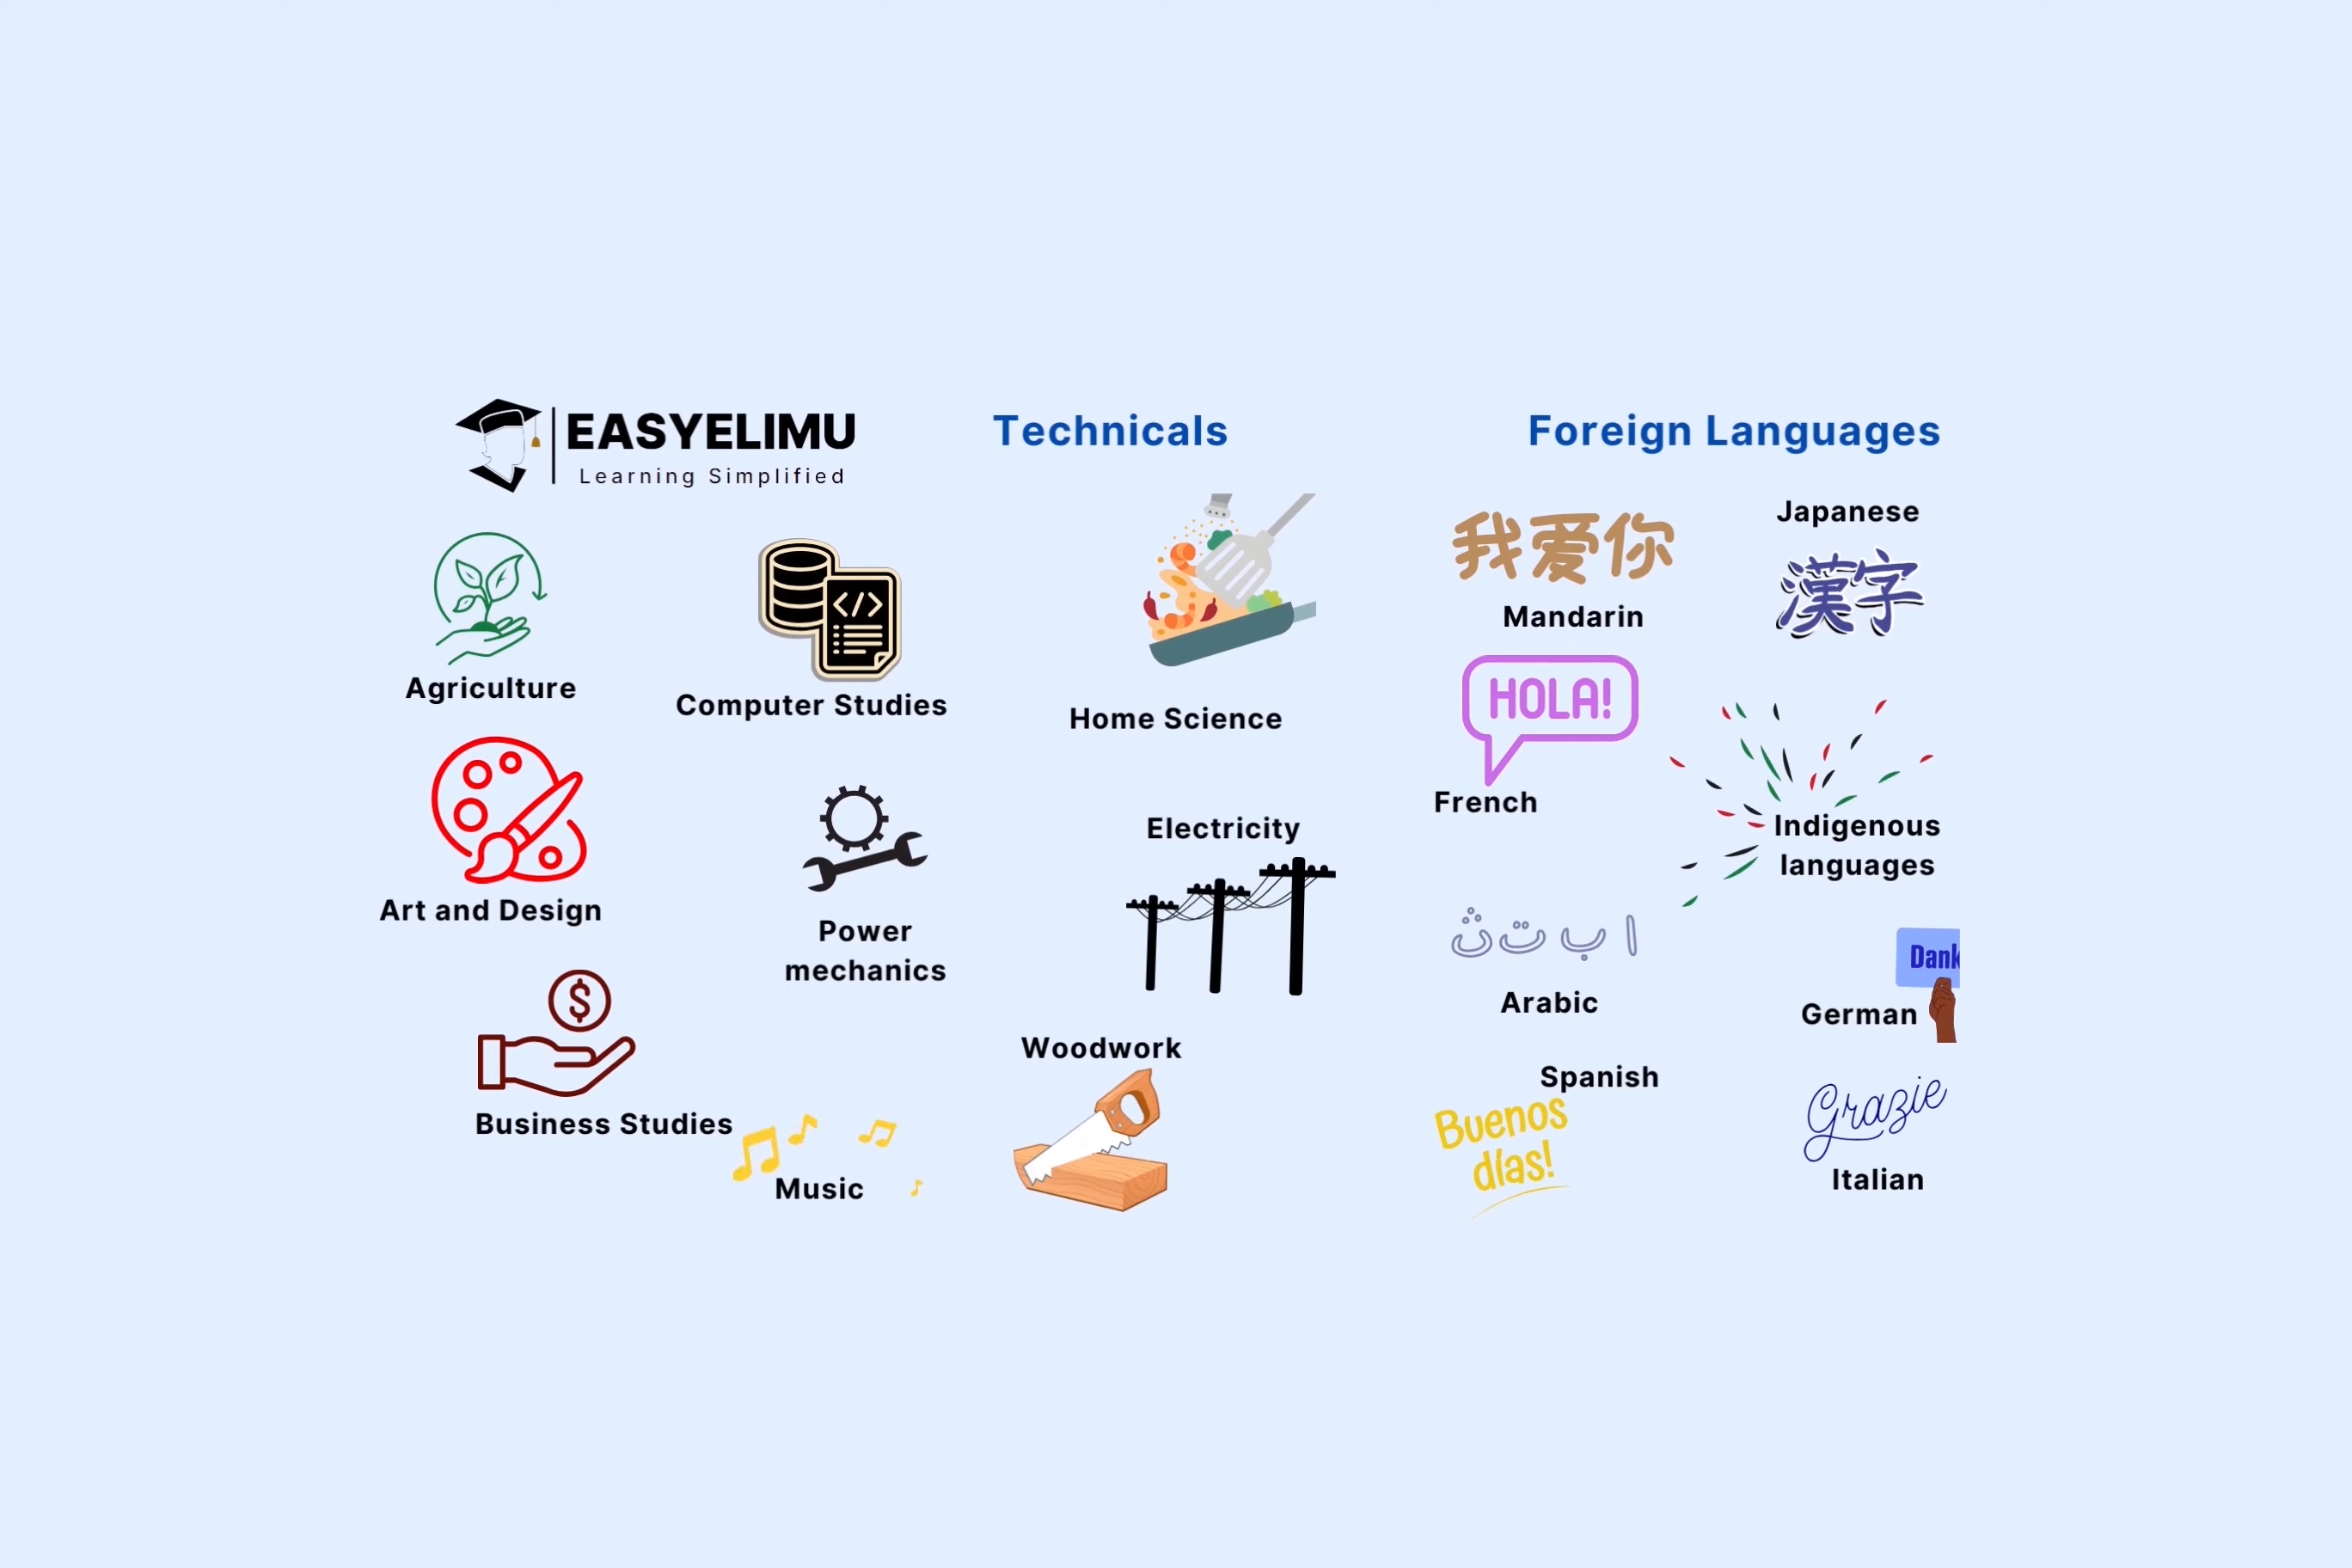 EASYELIMU
Learning Simplified
Technicals
Foreign Languages
Agriculture
</>
Computer Studies
Home Science
我爱你
Mandarin
Japanese
漢字
HOLA!
French
Indigenous
languages
Art and Design
Power
mechanics
Electricity
ا ب ت ث
Arabic
Dank
German
$
Business Studies
Music
Woodwork
Spanish
Buenos
días!
Grazie
Italian